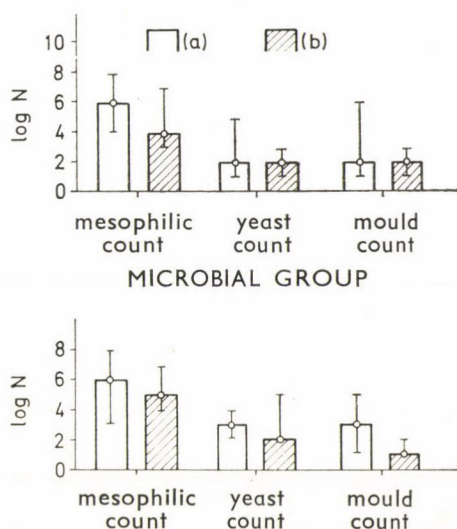 10
8
6
4
2
0
log N
(a)
(b)
mesophilic count
yeast count
mould count
MICROBIAL GROUP
8
6
4
2
0
log N
mesophilic count
yeast count
mould count